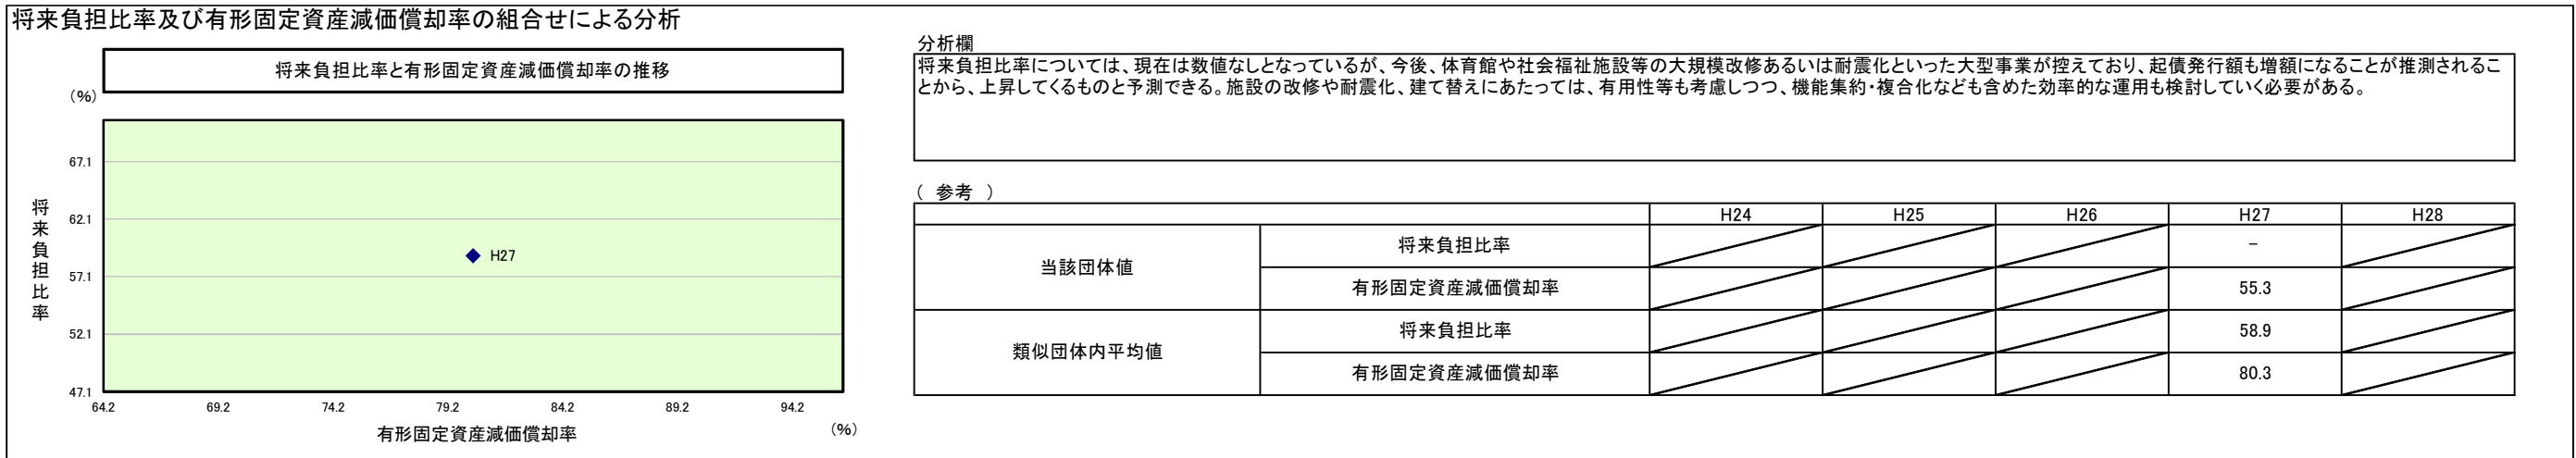 将来負担比率及び有形固定資産減価償却率の組合せによる分析
将来負担比率と有形固定資産減価償却率の推移
(%)
67.1
62.1
57.1
52.1
47.1
将来負担比率
H27
64.2 69.2 74.2 79.2 84.2 89.2 94.2
有形固定資産減価償却率
(%)
分析欄
将来負担比率については、現在は数値なしとなっているが、今後、体育館や社会福祉施設等の大規模改修あるいは耐震化といった大型事業が控えており、起債発行額も増額になることが推測されるこ
とから、上昇してくるものと予測できる。施設の改修や耐震化、建て替えにあたっては、有用性等も考慮しつつ、機能集約・複合化なども含めた効率的な運用も検討していく必要がある。
( 参考 )
H24 H25 H26 H27 H28
当該団体値
将来負担比率 -
有形固定資産減価償却率 55.3
類似団体内平均値
将来負担比率 58.9
有形固定資産減価償却率 80.3